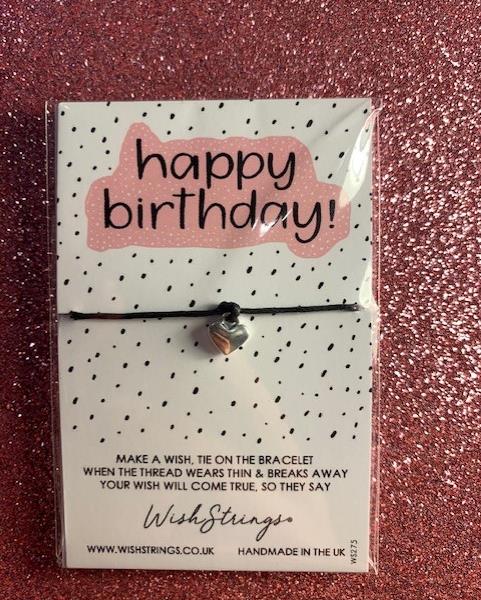 happy
birthday!
MAKE A WISH, TIE ON THE BRACELET
WHEN THE THREAD WEARS THIN & BREAKS AWAY
YOUR WISH WILL COME TRUE, SO THEY SAY
WishStrings®
WWW.WISHSTRINGS.CO.UK HANDMADE IN THE UK
WS275